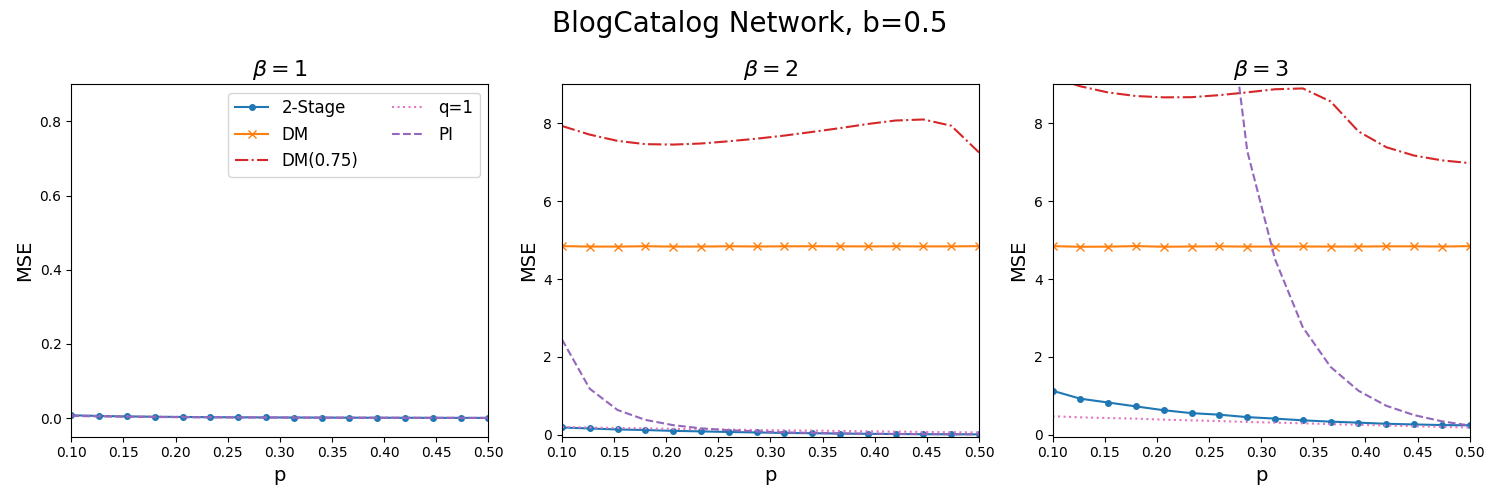 BlogCatalog Network, b=0.5
β = 1
MSE
0.8
0.6
0.4
0.2
0.0
2-Stage
DM
DM(0.75)
q=1
PI
0.10 0.15 0.20 0.25 0.30 0.35 0.40 0.45 0.50
p
β = 2
MSE
8
6
4
2
0
0.10 0.15 0.20 0.25 0.30 0.35 0.40 0.45 0.50
p
β = 3
MSE
8
6
4
2
0
0.10 0.15 0.20 0.25 0.30 0.35 0.40 0.45 0.50
p